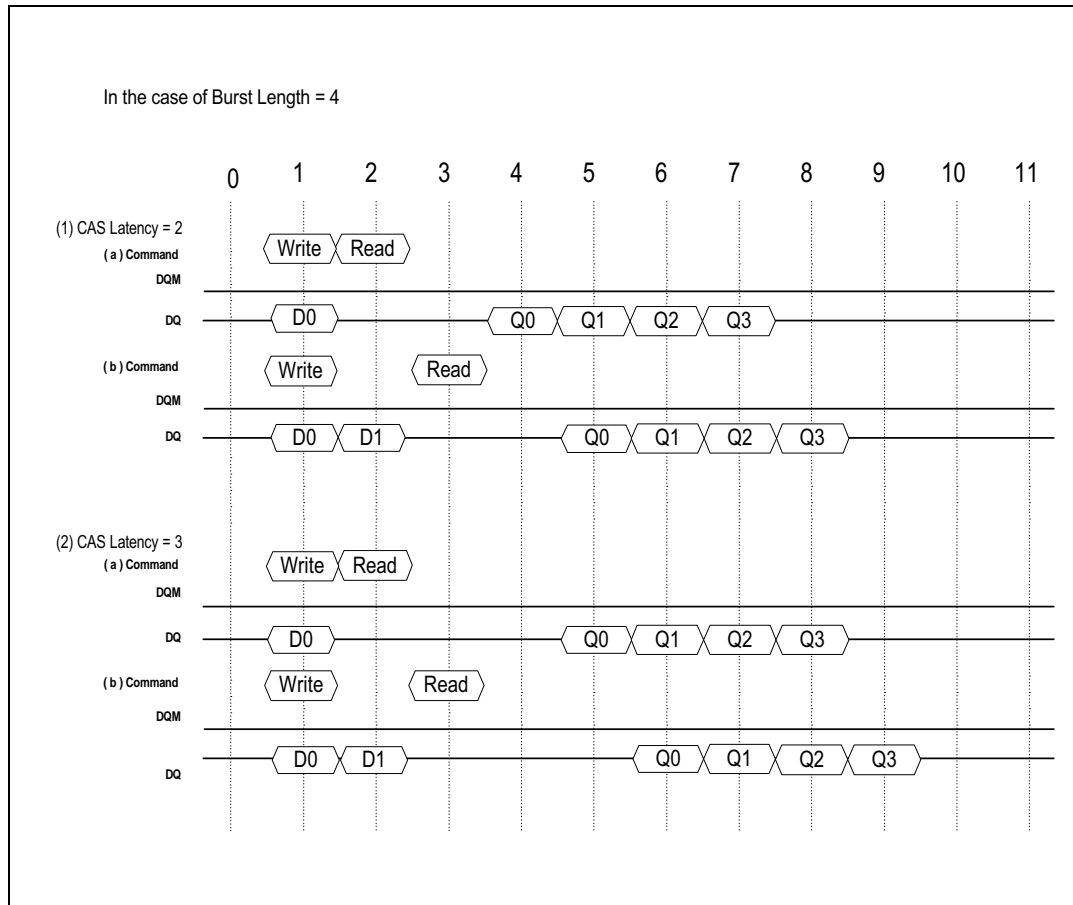 In the case of Burst Length = 4
0 1 2 3 4 5 6 7 8 9 10 11
(1) CAS Latency = 2
( a ) Command Write Read
DQM
DQ D0 Q0 Q1 Q2 Q3
( b ) Command Write Read
DQM
DQ D0 D1 Q0 Q1 Q2 Q3
(2) CAS Latency = 3
( a ) Command Write Read
DQM
DQ D0 Q0 Q1 Q2 Q3
( b ) Command Write Read
DQM
DQ D0 D1 Q0 Q1 Q2 Q3